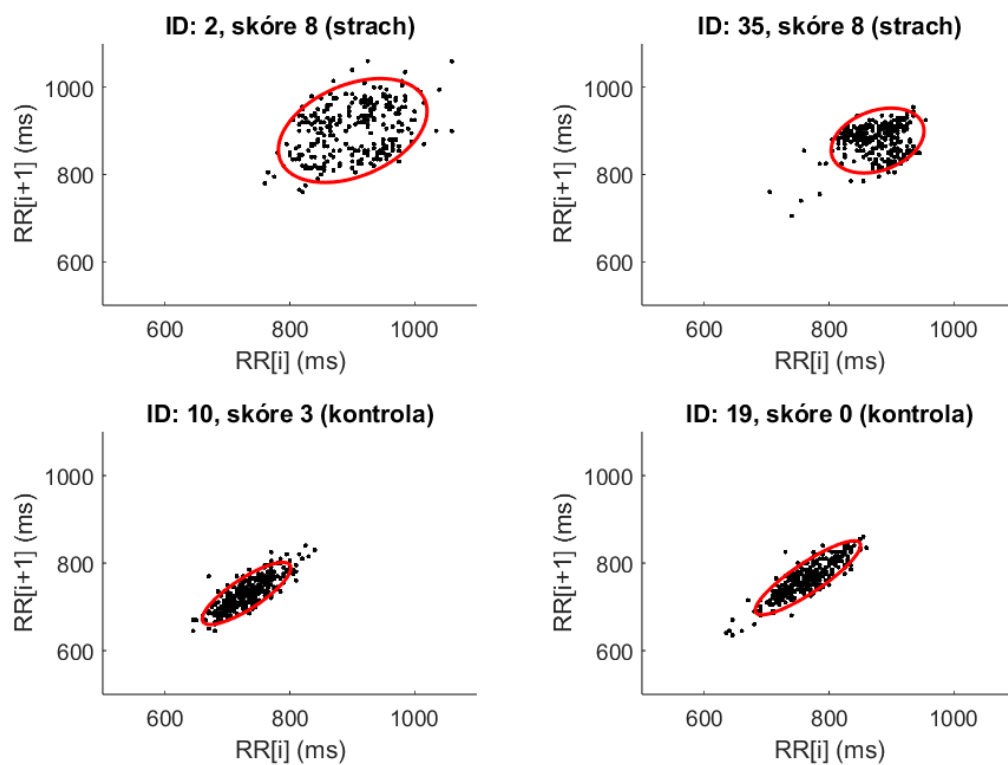 ID: 2, skóre 8 (strach)
1000
800
600
RR[i+1] (ms)
600 800 1000
RR[i] (ms)
ID: 35, skóre 8 (strach)
1000
800
600
RR[i+1] (ms)
600 800 1000
RR[i] (ms)
ID: 10, skóre 3 (kontrola)
1000
800
600
RR[i+1] (ms)
600 800 1000
RR[i] (ms)
ID: 19, skóre 0 (kontrola)
1000
800
600
RR[i+1] (ms)
600 800 1000
RR[i] (ms)